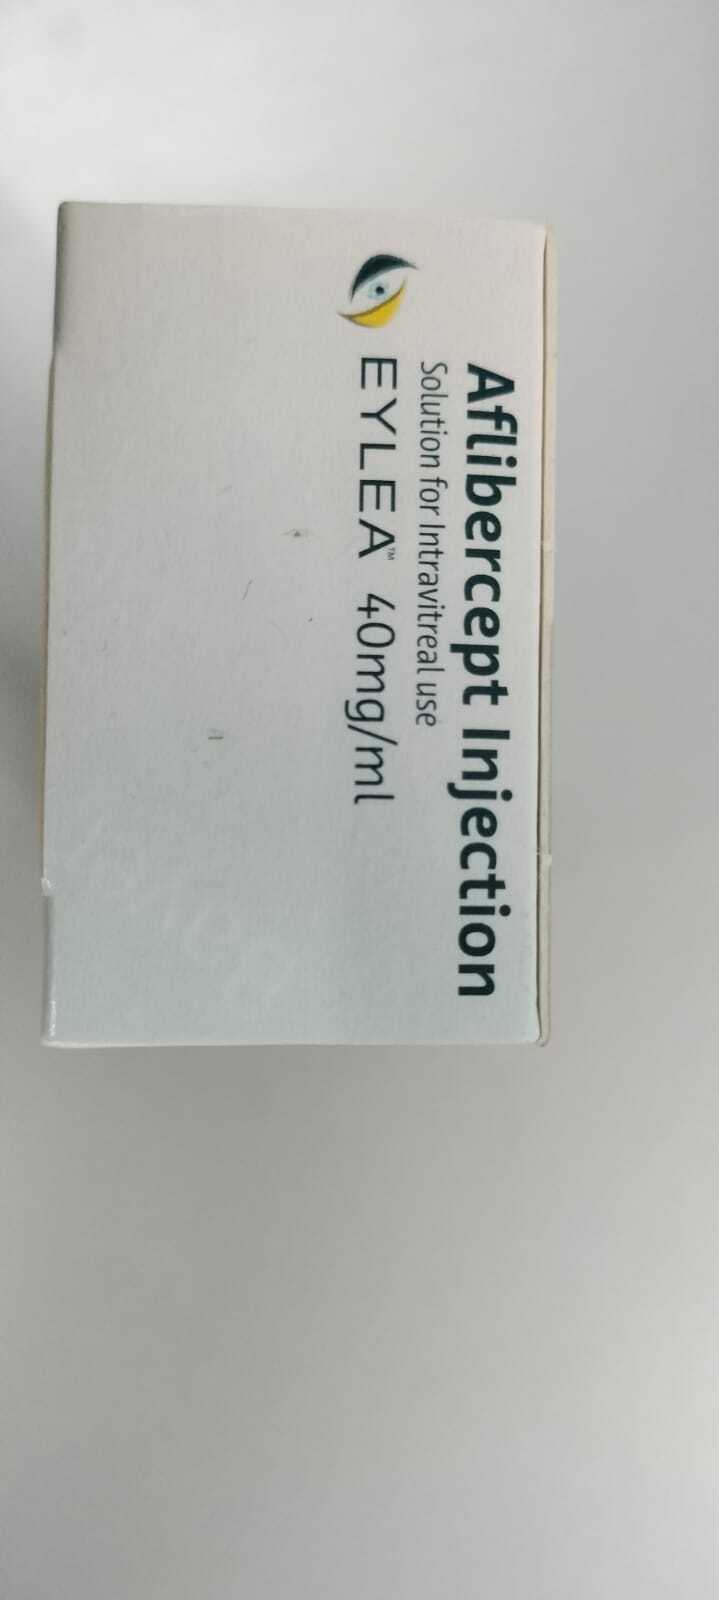 Aflibercept Injection
Solution for Intravitreal use
EYLEA™ 40mg/ml